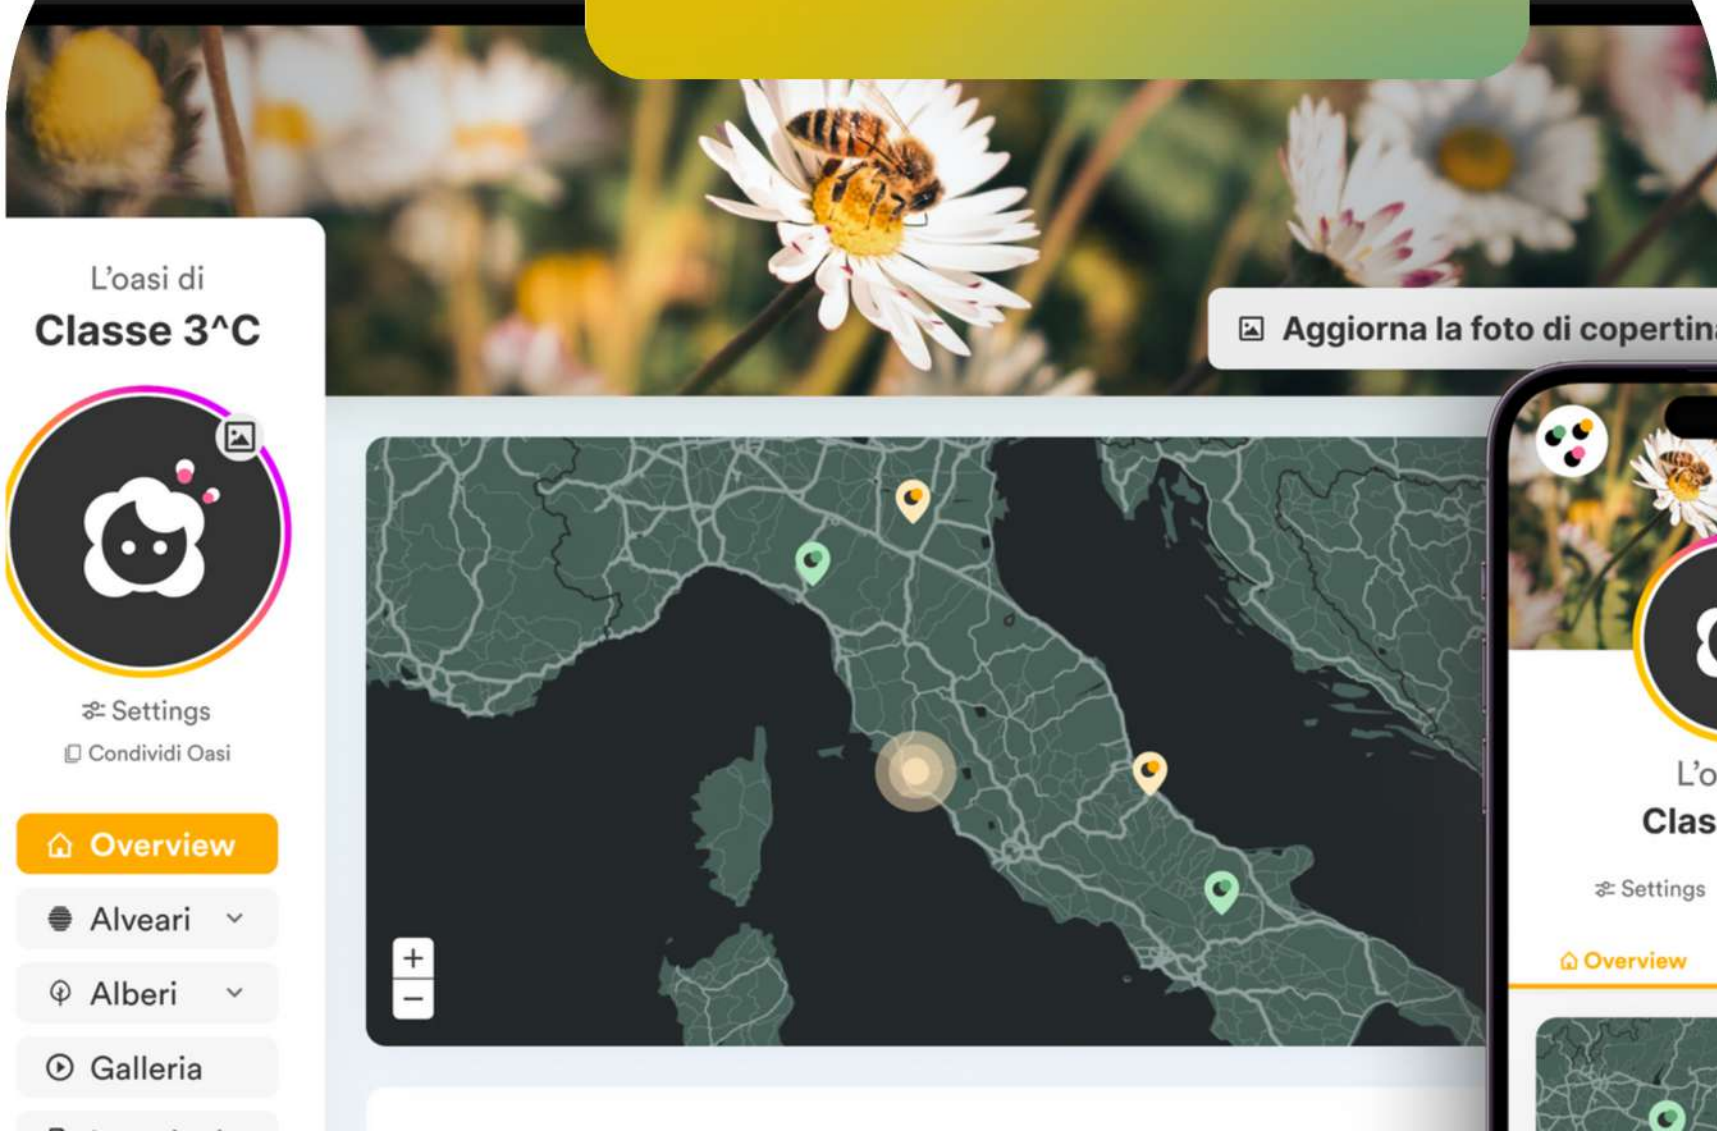 L'oasi di
Classe 3^C
Aggiorna la foto di copertina
Settings
Condividi Oasi
Overview
Alveari
Alberi
Galleria
+
−
L'o
Clas
Settings
Overview